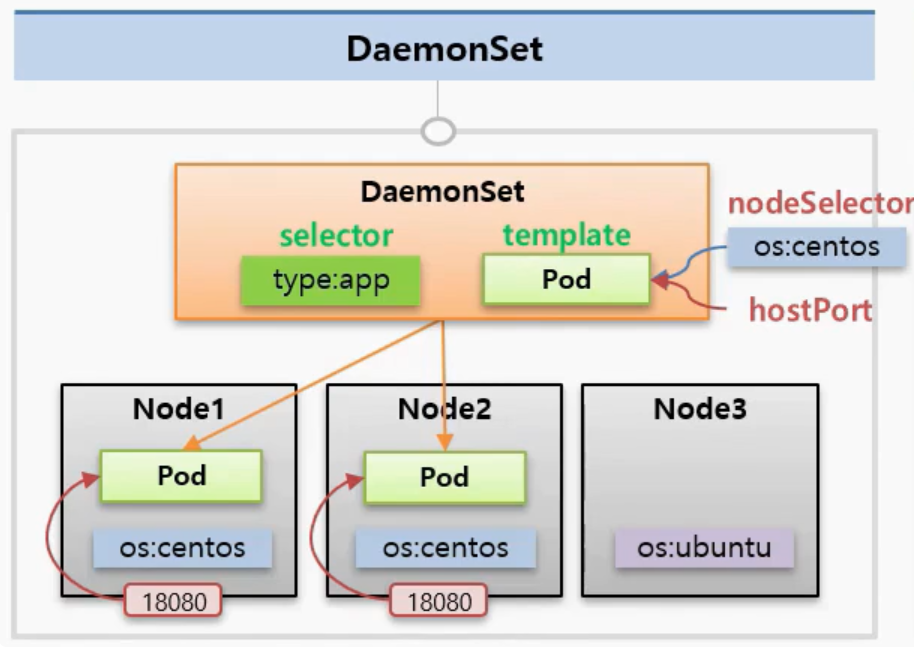 DaemonSet
DaemonSet
selector
template
type:app
Pod
nodeSelector
os:centos
hostPort
Node1
Node2
Node3
Pod
Pod
os:centos
os:centos
os:ubuntu
18080
18080